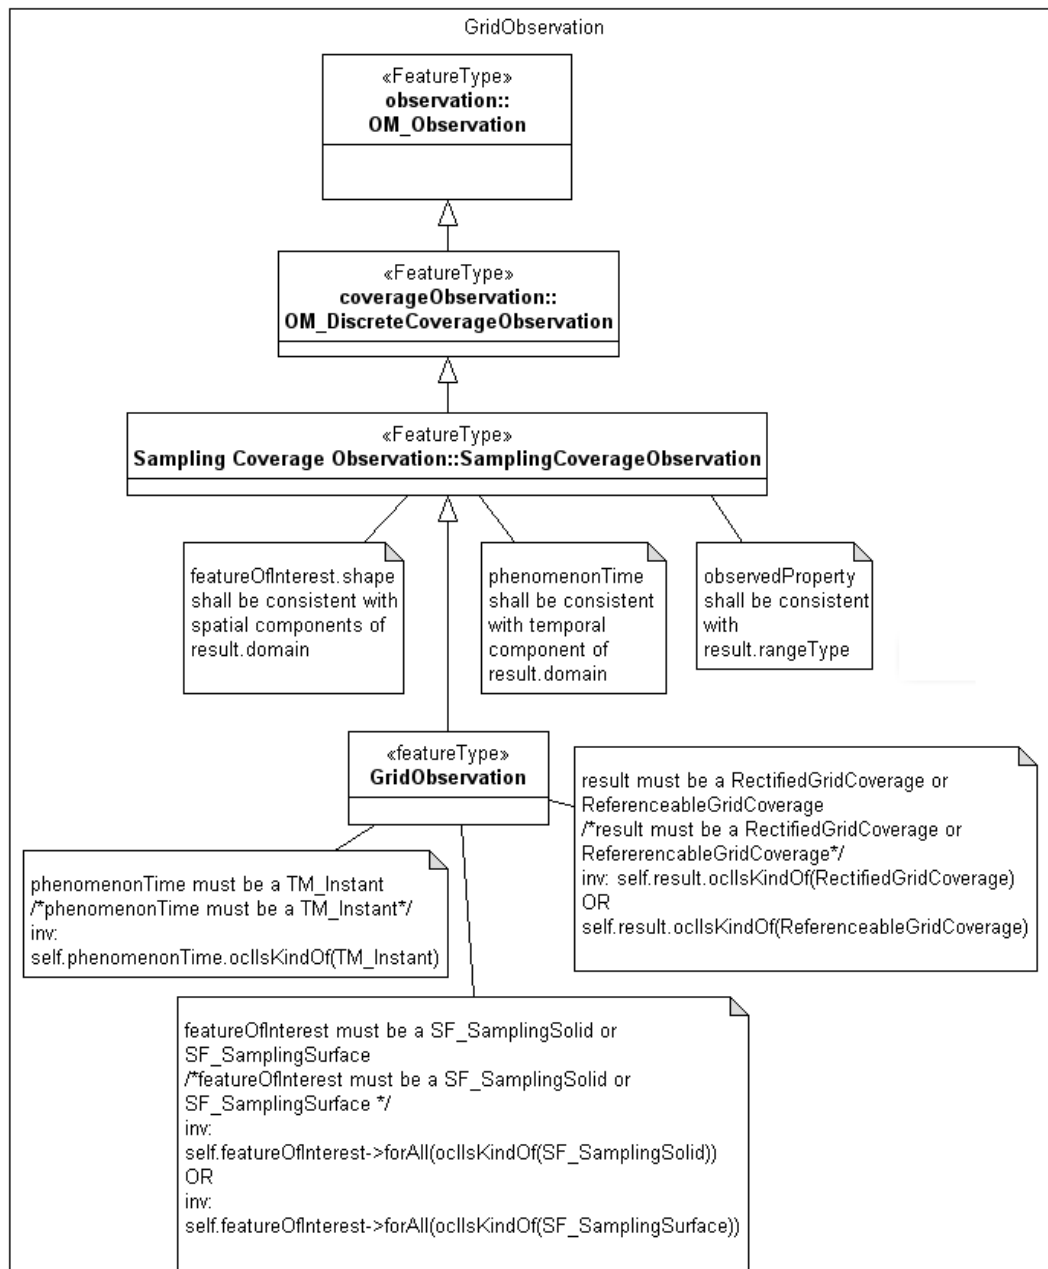 GridObservation
«FeatureType»
observation::
OM_Observation
«FeatureType»
coverageObservation::
OM_DiscreteCoverageObservation
«FeatureType»
Sampling Coverage Observation::SamplingCoverageObservation
featureOfInterest.shape
shall be consistent with
spatial components of
result.domain
phenomenonTime
shall be consistent
with temporal
component of
result.domain
observedProperty
shall be consistent
with
result.rangeType
«featureType»
GridObservation
result must be a RectifiedGridCoverage or
ReferenceableGridCoverage
/*result must be a RectifiedGridCoverage or
RefererencableGridCoverage*/
inv: self.result.oclIsKindOf(RectifiedGridCoverage)
OR
self.result.oclIsKindOf(ReferenceableGridCoverage)
phenomenonTime must be a TM_Instant
/*phenomenonTime must be a TM_Instant*/
inv:
self.phenomenonTime.oclIsKindOf(TM_Instant)
featureOfInterest must be a SF_SamplingSolid or
SF_SamplingSurface
/*featureOfInterest must be a SF_SamplingSolid or
SF_SamplingSurface */
inv:
self.featureOfInterest->forAll(oclIsKindOf(SF_SamplingSolid))
OR
inv:
self.featureOfInterest->forAll(oclIsKindOf(SF_SamplingSurface))